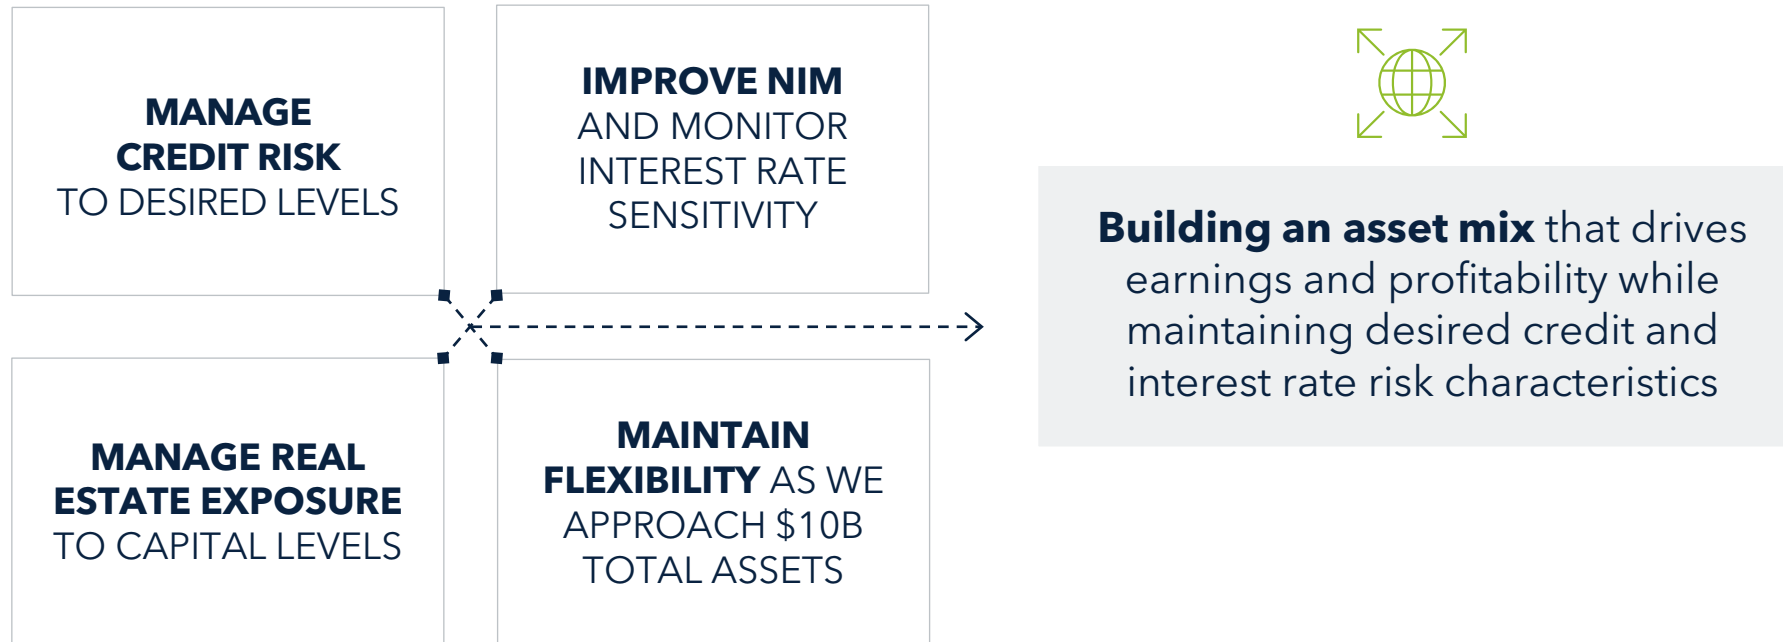 MANAGE
CREDIT RISK
TO DESIRED LEVELS
IMPROVE NIM
AND MONITOR
INTEREST RATE
SENSITIVITY
MANAGE REAL
ESTATE EXPOSURE
TO CAPITAL LEVELS
MAINTAIN
FLEXIBILITY AS WE
APPROACH $10B
TOTAL ASSETS
Building an asset mix that drives
earnings and profitability while
maintaining desired credit and
interest rate risk characteristics